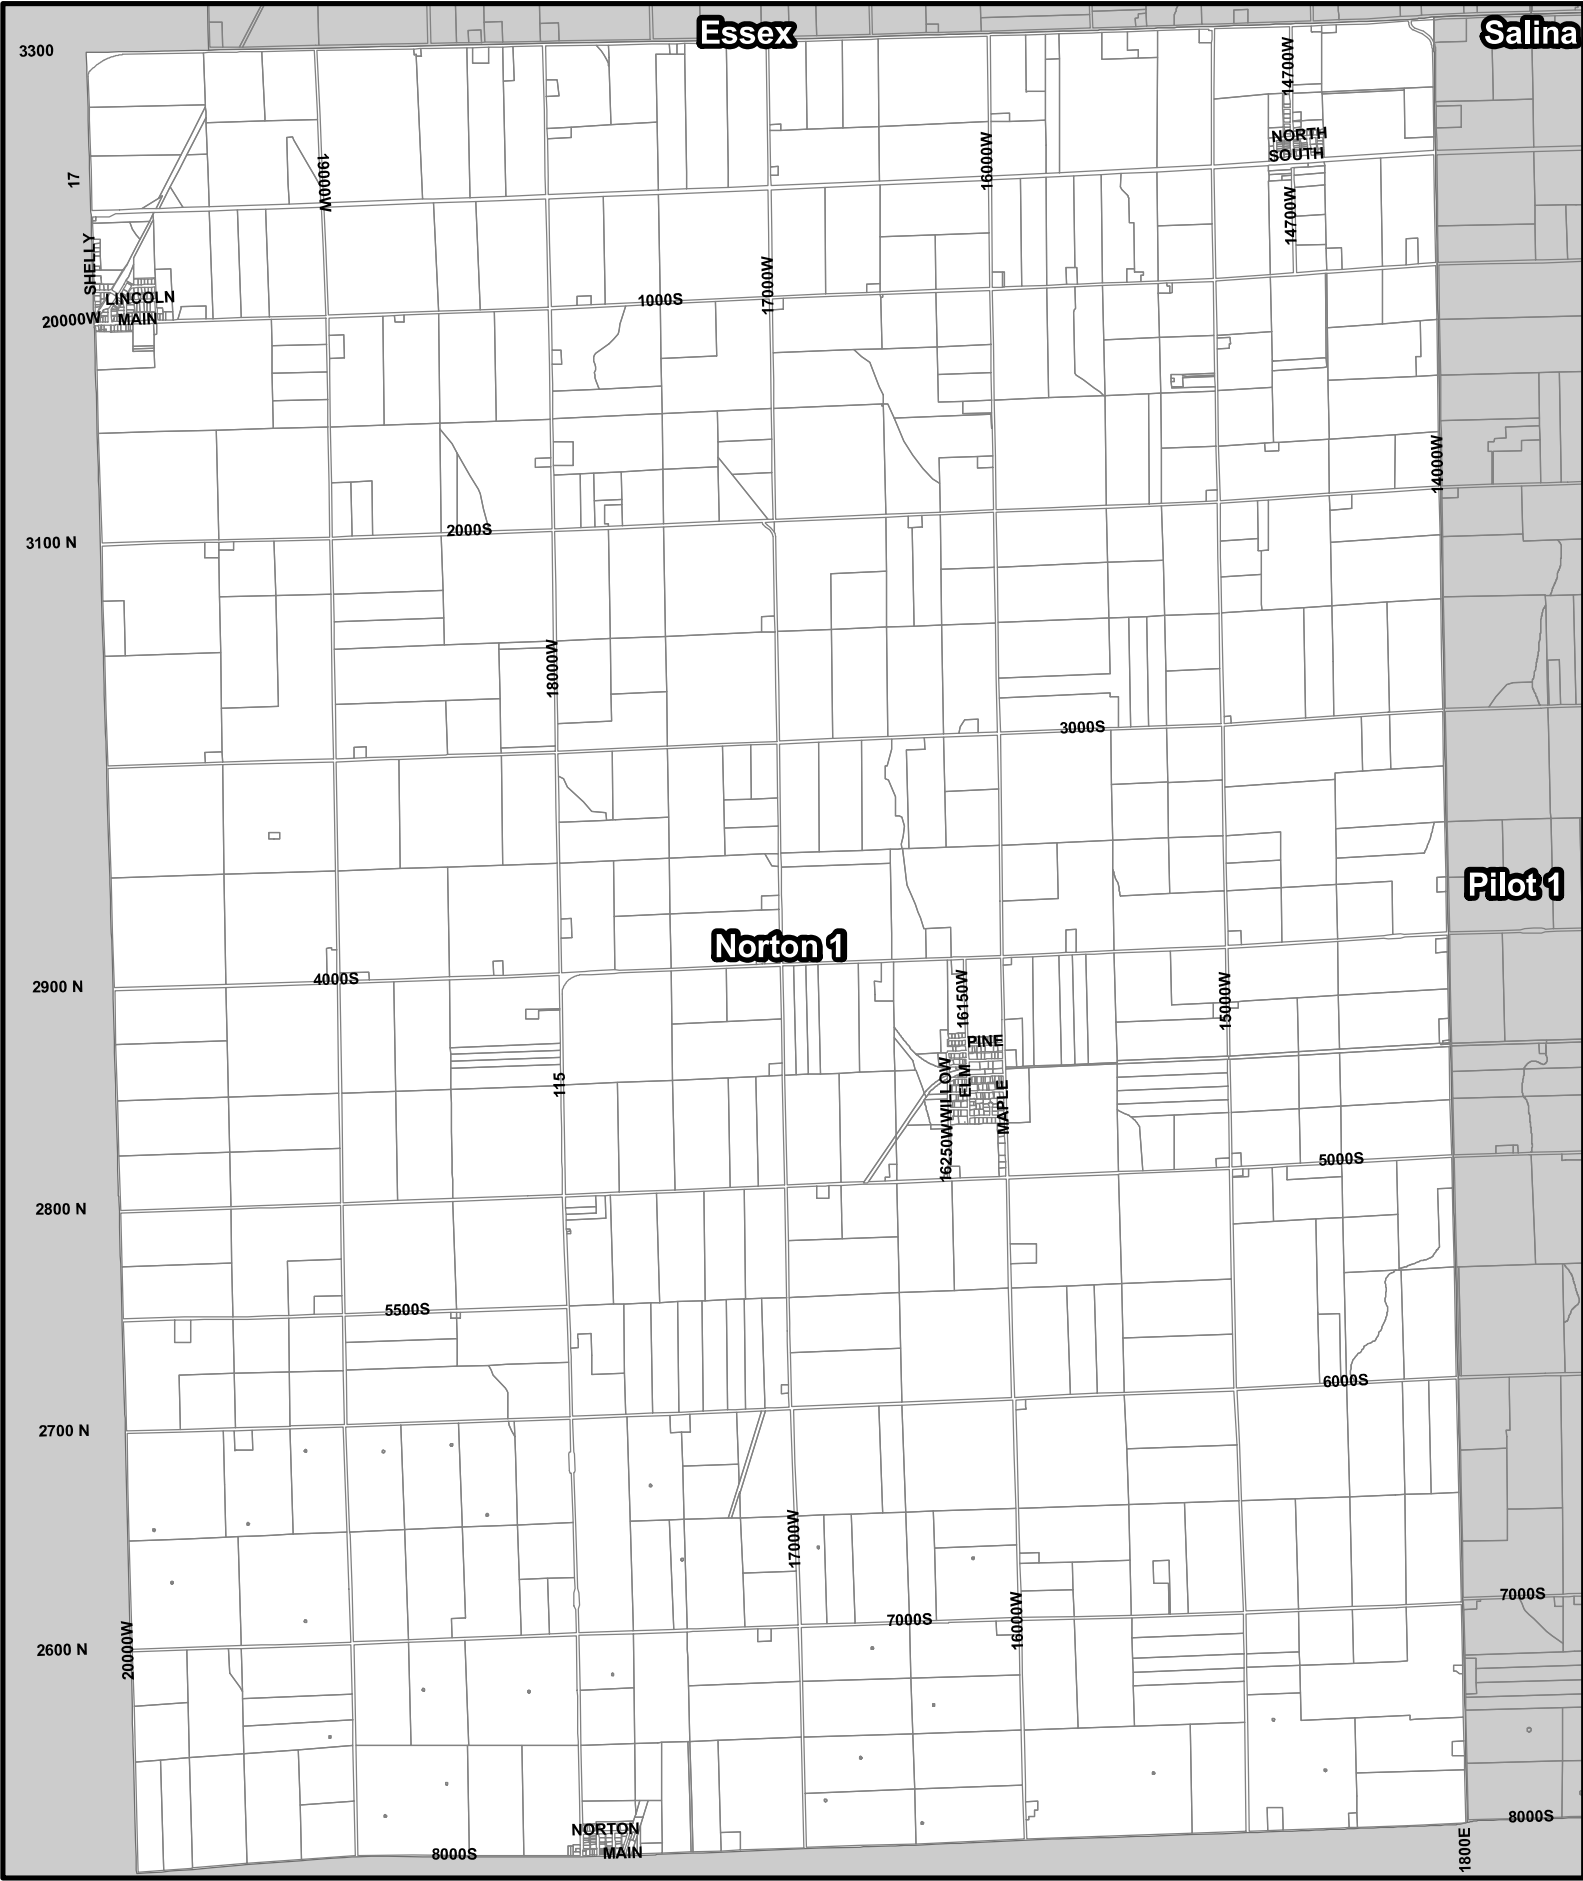 Essex
Salina
3300
14700W
NORTH
SOUTH
16000W
19000W
17
14700W
SHELLY
17000W
LINCOLN
1000S
20000W
MAIN
14000W
2000S
3100 N
18000W
3000S
Pilot 1
Norton 1
4000S
2900 N
16150W
15000W
PINE
115
WILLOW
ELM
MAPLE
16250W
5000S
2800 N
5500S
6000S
2700 N
17000W
7000S
16000W
7000S
2600 N
20000W
8000S
NORTON
MAIN
8000S
1800E